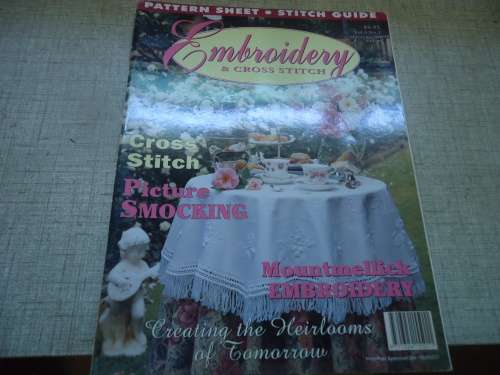 PATTERN SHEET • STITCH GUIDE
Embroidery
& CROSS STITCH
Cross
Stitch
Picture
SMOCKING
Mountmellick
EMBROIDERY
Creating the Heirlooms
of Tomorrow